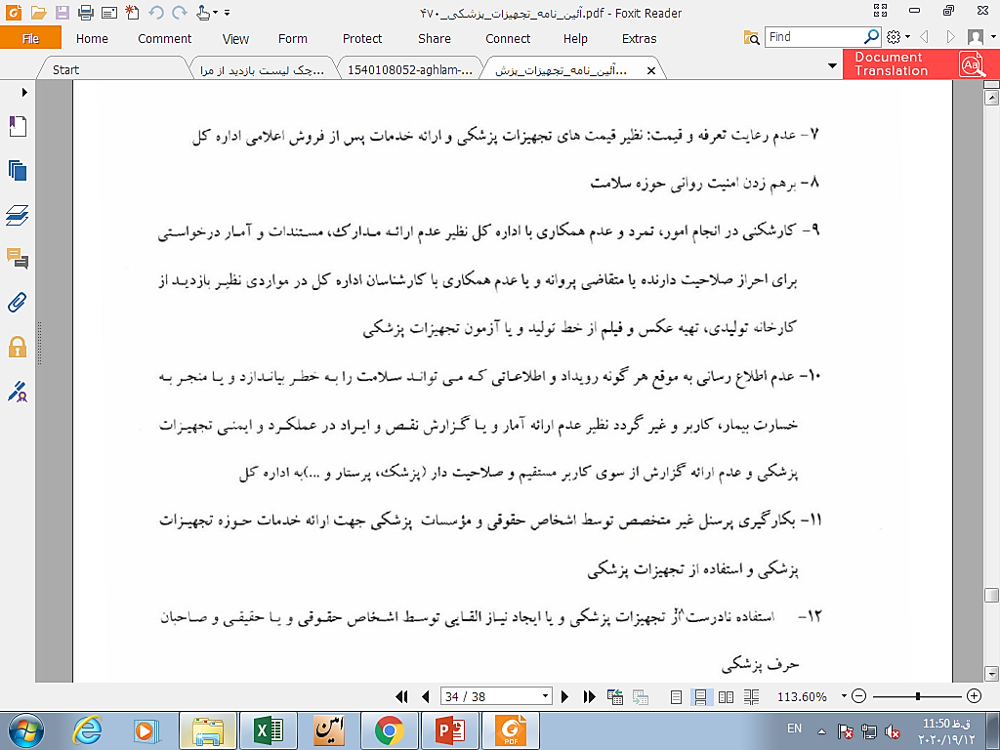 آئین_نامه_تجهیزات_پزشکی_۴۷۰.pdf - Foxit Reader
File Home Comment View Form Protect Share Connect Help Extras Find
Start چک لیست بازدید از مرا... 1540108052-aghlam-... آئین_نامه_تجهیزات_پزش...
Document
Translation
۷- عدم رعایت تعرفه و قیمت: نظیر قیمت های تجهیزات پزشکی و ارائه خدمات پس از فروش اعلامی اداره کل
۸- برهم زدن امنیت روانی حوزه سلامت
۹- کارشکنی در انجام امور، تمرد و عدم همکاری با اداره کل نظیر عدم ارائه مدارک، مستندات و آمار درخواستی
برای احراز صلاحیت دارنده یا متقاضی پروانه و یا عدم همکاری با کارشناسان اداره کل در مواردی نظیر بازدید از
کارخانه تولیدی، تهیه عکس و فیلم از خط تولید و یا آزمون تجهیزات پزشکی
۱۰- عدم اطلاع رسانی به موقع هر گونه رویداد و اطلاعاتی که می تواند سلامت را به خطر بیاندازد و یا منجر به
خسارت بیمار، کاربر و غیر گردد نظیر عدم ارائه آمار و یا گزارش نقص و ایراد در عملکرد و ایمنی تجهیزات
پزشکی و عدم ارائه گزارش از سوی کاربر مستقیم و صلاحیت دار (پزشک، پرستار و ...)به اداره کل
۱۱- بکارگیری پرسنل غیر متخصص توسط اشخاص حقوقی و مؤسسات پزشکی جهت ارائه خدمات حوزه تجهیزات
پزشکی و استفاده از تجهیزات پزشکی
۱۲- استفاده نادرست از تجهیزات پزشکی و یا ایجاد نیاز القایی توسط اشخاص حقوقی و یا حقیقی و صاحبان
حرف پزشکی
34 / 38 113.60%
امین PDF EN 11:50 ق.ظ
۲۰۲۰/۱۹/۱۲